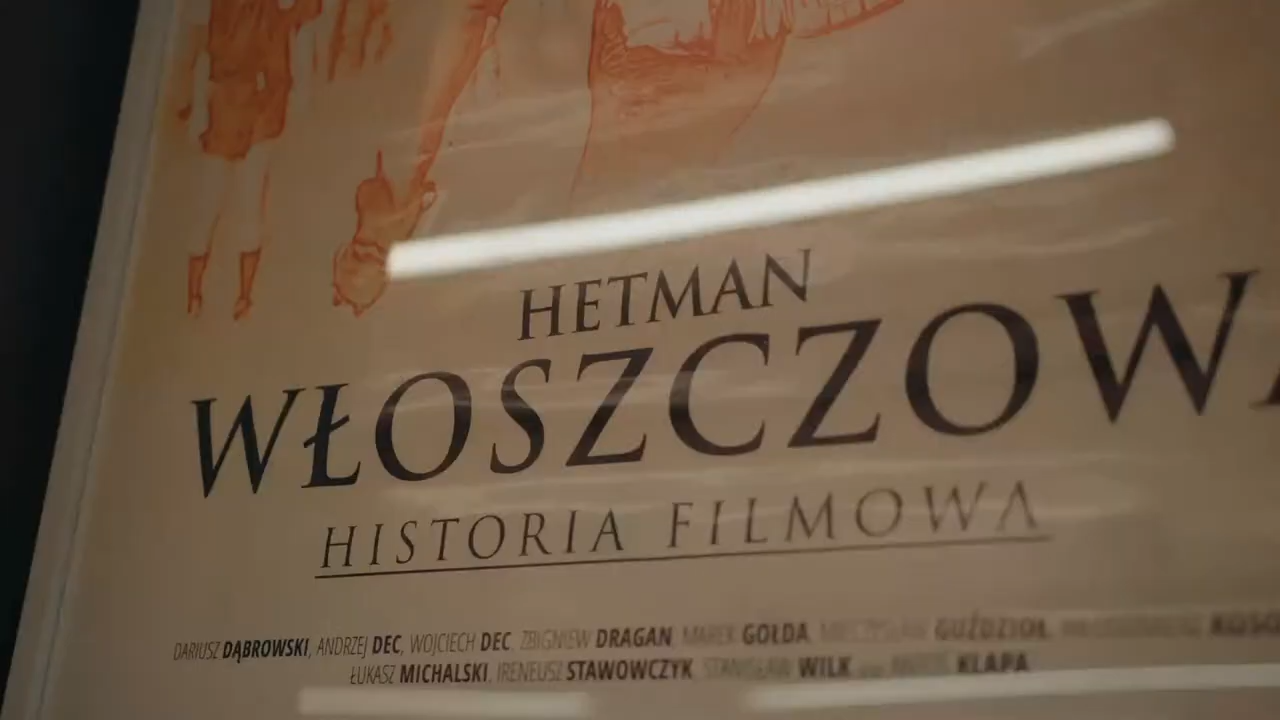 HETMAN
WŁOSZCZOWA
HISTORIA FILMOWA
DARIUSZ DĄBROWSKI, ANDRZEJ DEC, WOJCIECH DEC, ZBIGNIEW DRAGAN, MAREK GOŁDA, GUŹDZIOŁ,
ŁUKASZ MICHALSKI, IRENEUSZ STAWOWCZYK, STANISŁAW WILK KLAPA